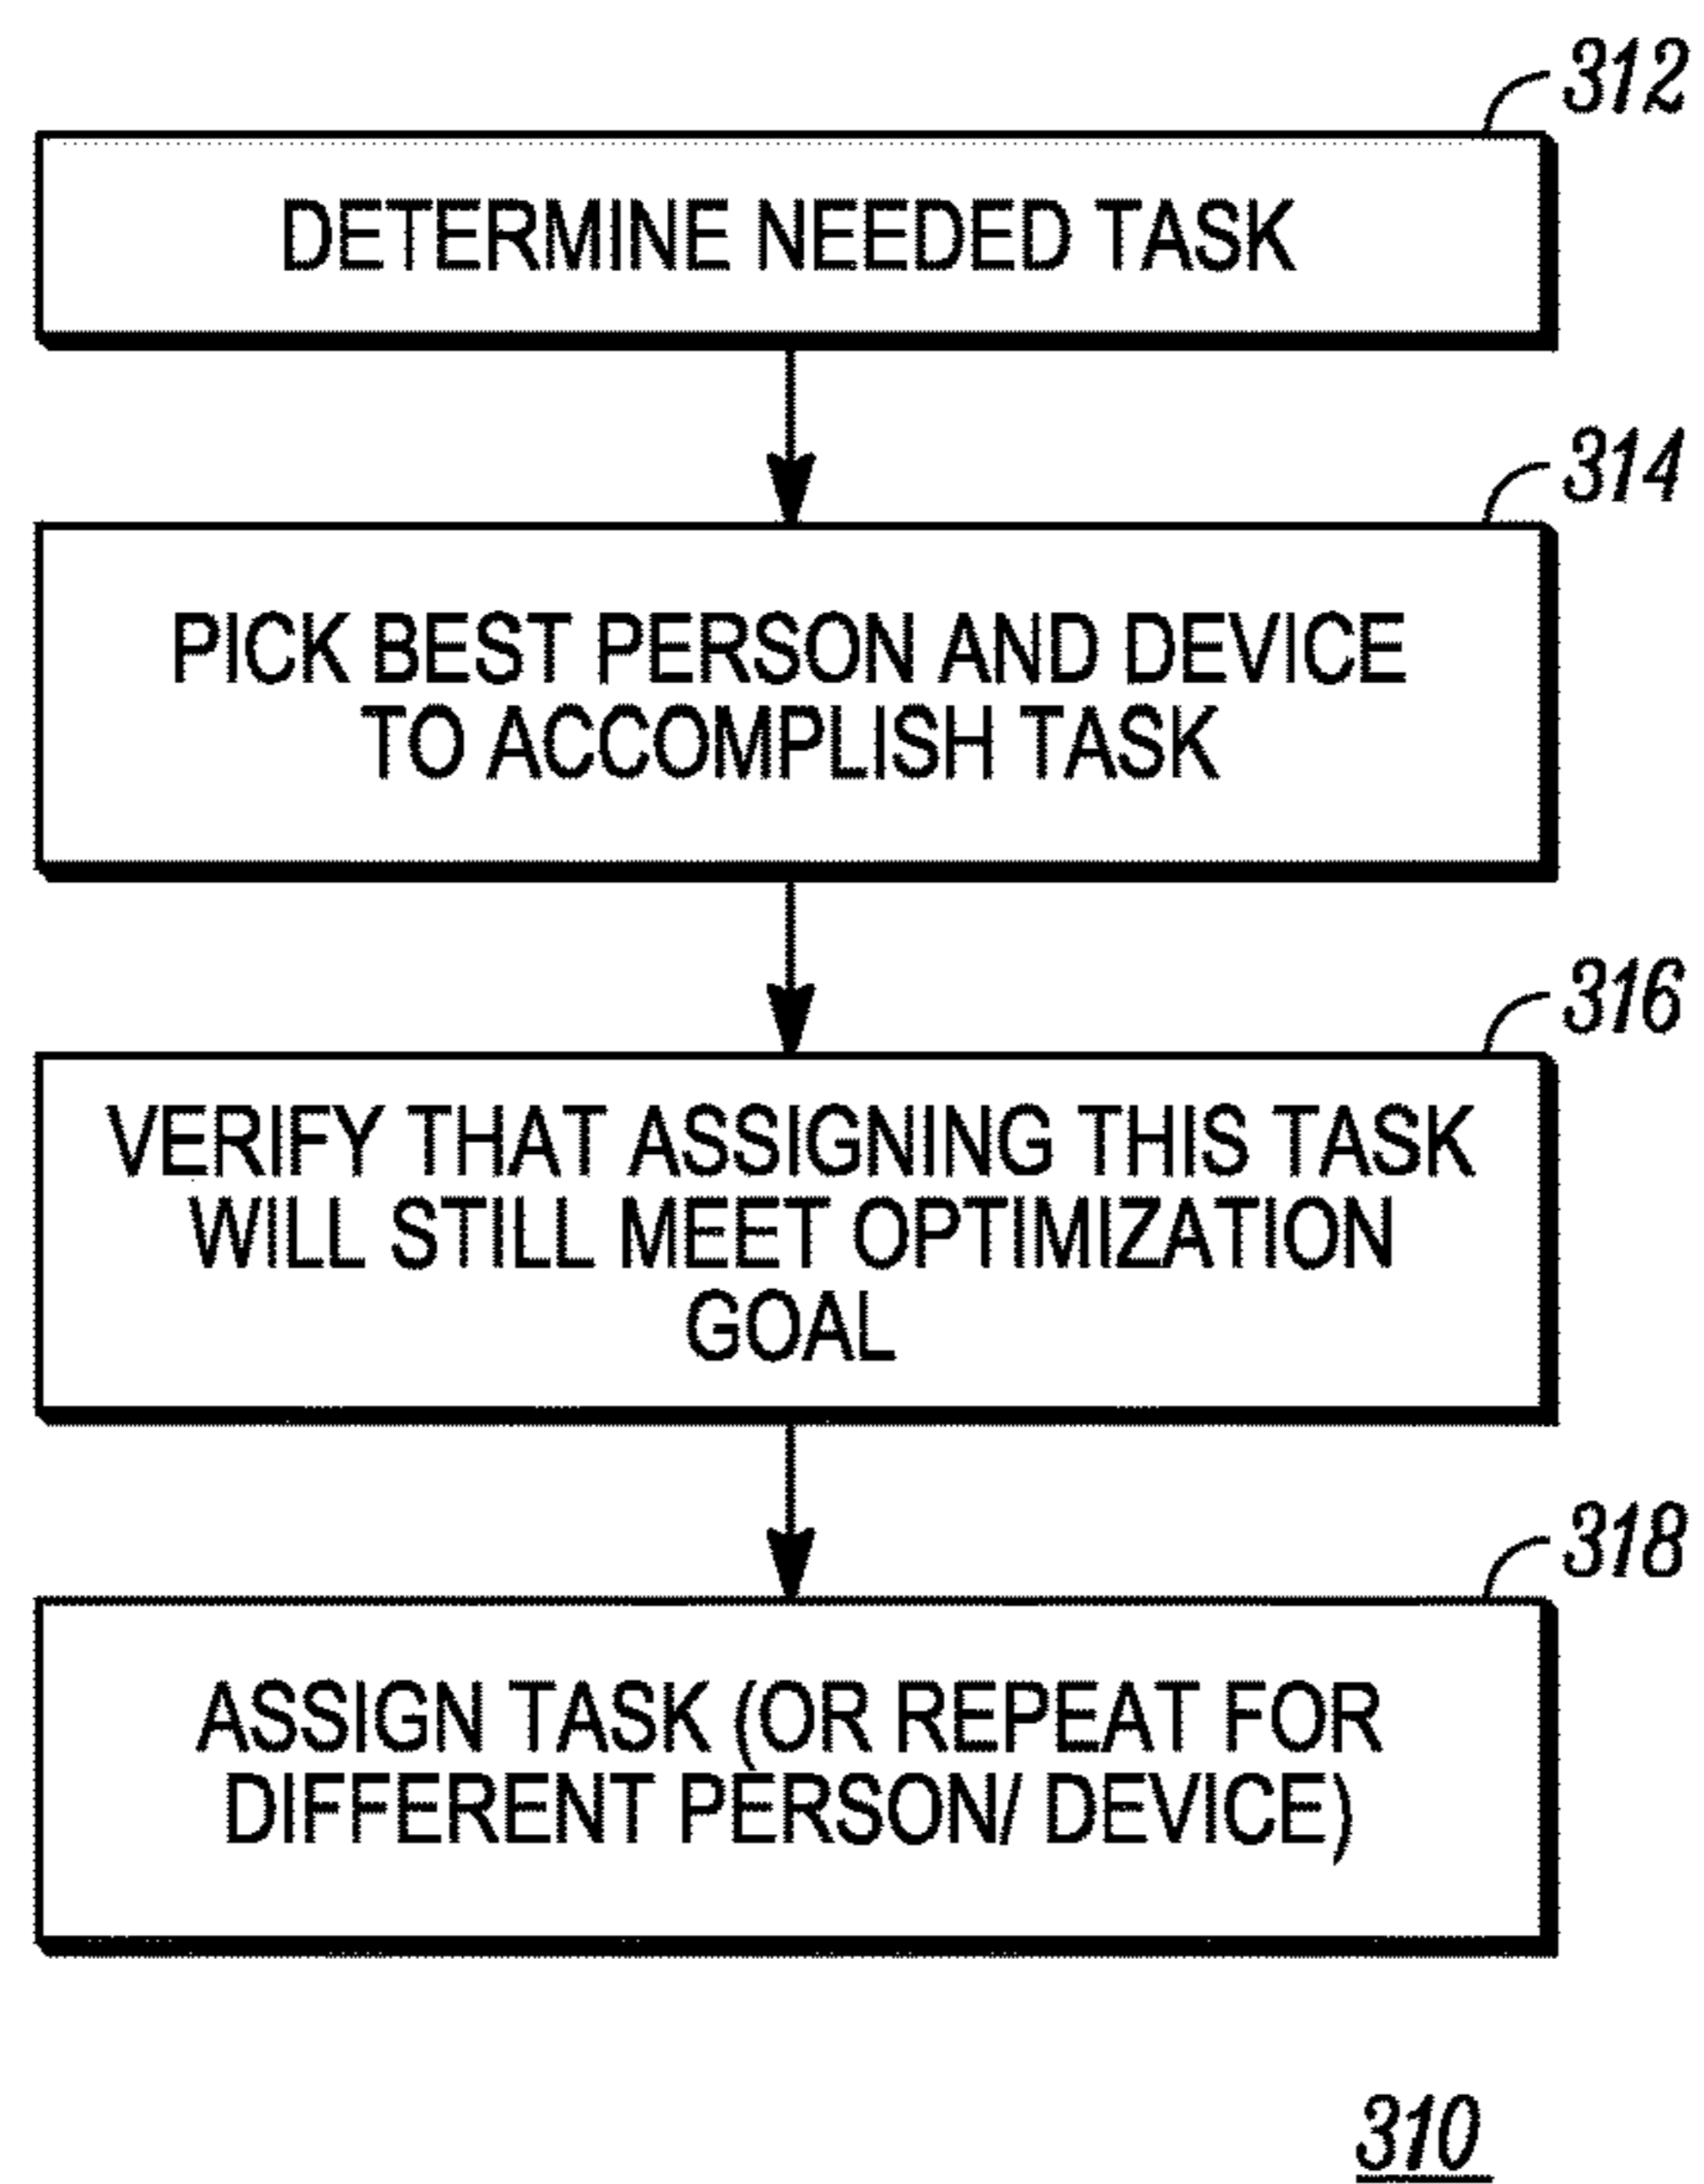 312
DETERMINE NEEDED TASK
314
PICK BEST PERSON AND DEVICE
TO ACCOMPLISH TASK
316
VERIFY THAT ASSIGNING THIS TASK
WILL STILL MEET OPTIMIZATION
GOAL
318
ASSIGN TASK (OR REPEAT FOR
DIFFERENT PERSON/ DEVICE)
310